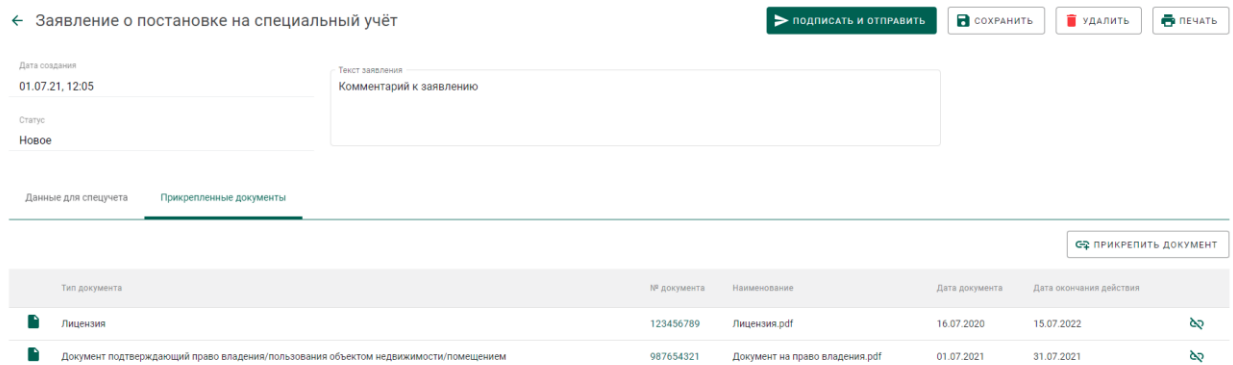 Заявление о постановке на специальный учёт
ПОДПИСАТЬ И ОТПРАВИТЬ
СОХРАНИТЬ
УДАЛИТЬ
ПЕЧАТЬ
Дата создания
01.07.21, 12:05
Текст заявления
Комментарий к заявлению
Статус
Новое
Данные для спецучета
Прикрепленные документы
ПРИКРЕПИТЬ ДОКУМЕНТ
Тип документа № документа Наименование Дата документа Дата окончания действия
Лицензия 123456789 Лицензия.pdf 16.07.2020 15.07.2022
Документ подтверждающий право владения/пользования объектом недвижимости/помещением 987654321 Документ на право владения.pdf 01.07.2021 31.07.2021